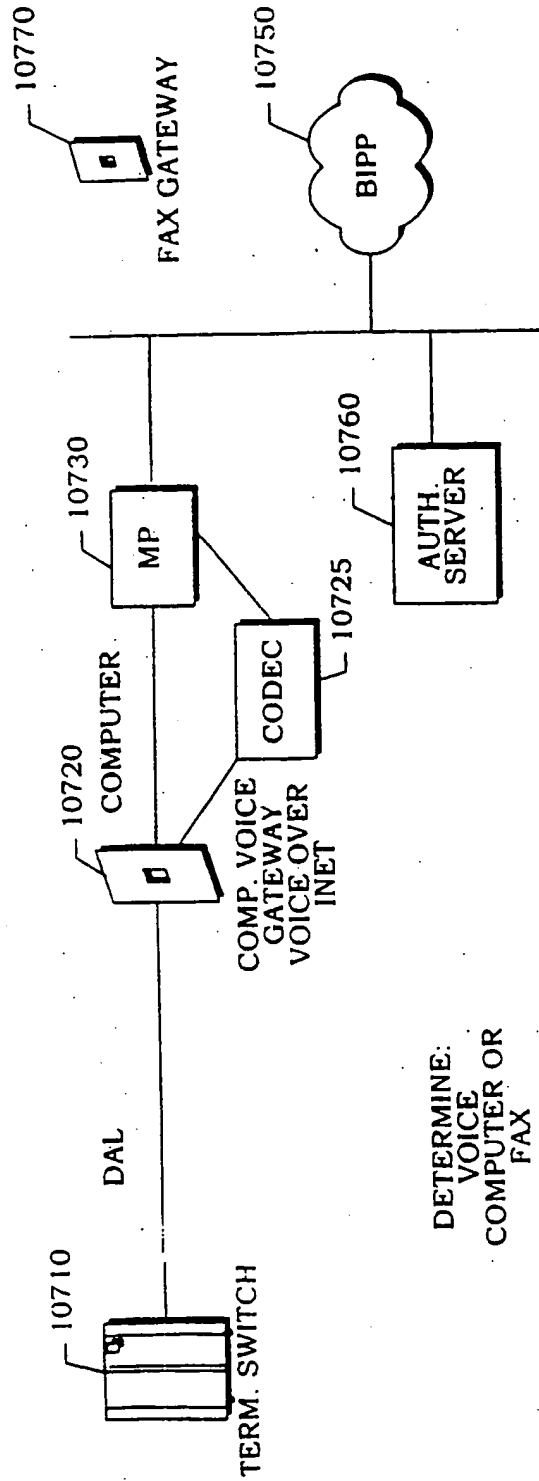 10710
TERM. SWITCH
DAL
10720
COMPUTER
COMP. VOICE
GATEWAY
VOICE OVER
INET
CODEC
10725
10730
MP
10760
AUTH.
SERVER
10770
FAX GATEWAY
10750
BIPP
DETERMINE:
VOICE
COMPUTER OR
FAX